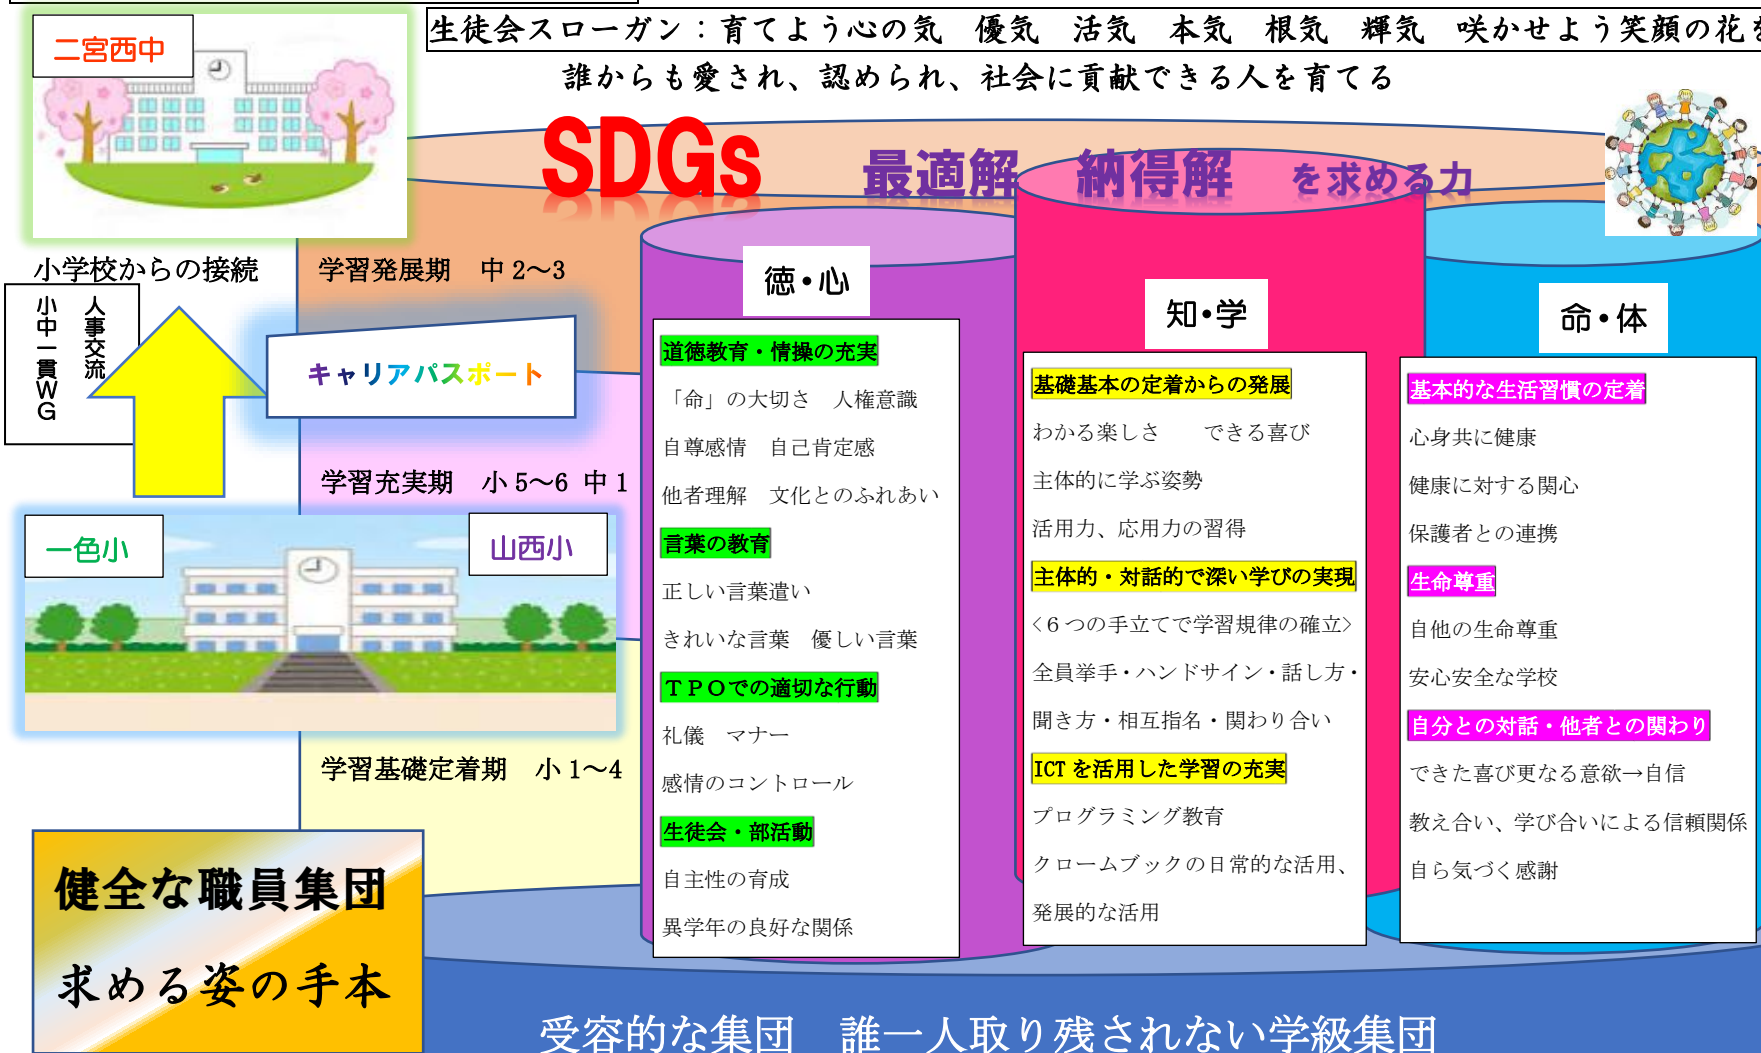 生徒会スローガン：育てよう心の気　優気　活気　本気　根気　輝気　咲かせよう笑顔の花を
誰からも愛され、認められ、社会に貢献できる人を育てる
二宮西中
SDGs　最適解　納得解　を求める力
小学校からの接続
人事交流
小中一貫WG
学習発展期　中2～3
キャリアパスポート
学習充実期　小5～6 中1
一色小
山西小
学習基礎定着期　小1～4
健全な職員集団
求める姿の手本
徳・心
道徳教育・情操の充実
「命」の大切さ　人権意識
自尊感情　自己肯定感
他者理解　文化とのふれあい
言葉の教育
正しい言葉遣い
きれいな言葉　優しい言葉
ＴＰＯでの適切な行動
礼儀　マナー
感情のコントロール
生徒会・部活動
自主性の育成
異学年の良好な関係
知・学
基礎基本の定着からの発展
わかる楽しさ　　できる喜び
主体的に学ぶ姿勢
活用力、応用力の習得
主体的・対話的で深い学びの実現
<６つの手立てで学習規律の確立>
全員挙手・ハンドサイン・話し方・
聞き方・相互指名・関わり合い
ICTを活用した学習の充実
プログラミング教育
クロームブックの日常的な活用、
発展的な活用
命・体
基本的な生活習慣の定着
心身共に健康
健康に対する関心
保護者との連携
生命尊重
自他の生命尊重
安心安全な学校
自分との対話・他者との関わり
できた喜び更なる意欲→自信
教え合い、学び合いによる信頼関係
自ら気づく感謝
受容的な集団　誰一人取り残されない学級集団